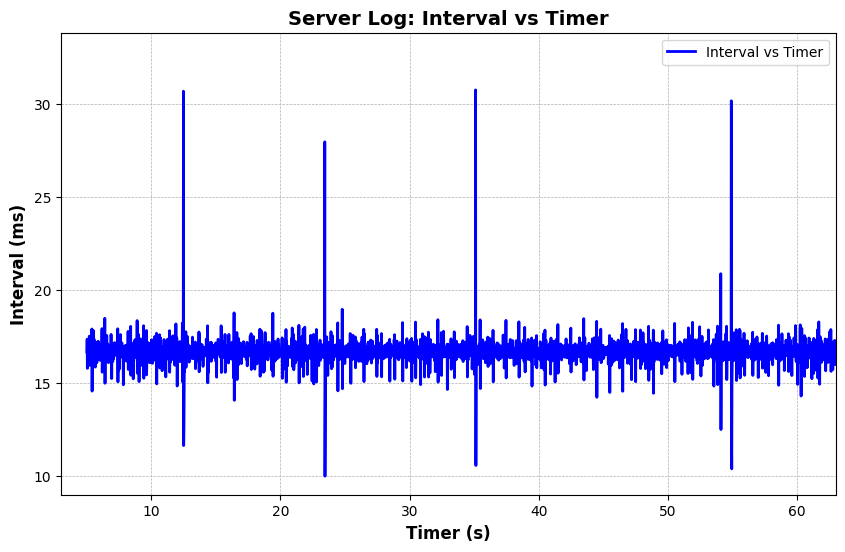 Server Log: Interval vs Timer
Interval vs Timer
Interval (ms)
30
25
20
15
10
10 20 30 40 50 60
Timer (s)